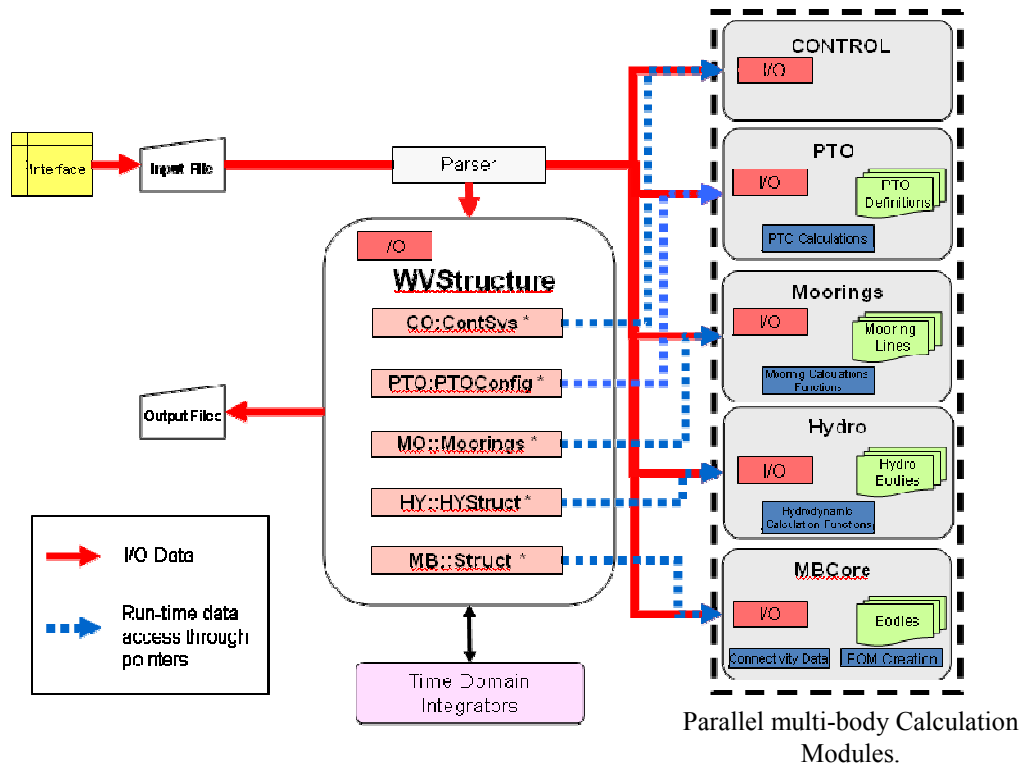 Interface
Input File
Parser
I/O
WVStructure
CO::ContSys *
PTO::PTOConfig *
MO::Moorings *
HY::HYStruct *
MB::Struct *
Output Files
Time Domain
Integrators
I/O Data
Run-time data
access through
pointers
CONTROL
I/O
PTO
I/O
PTO
Definitions
PTO Calculations
Moorings
I/O
Mooring
Lines
Mooring Calculations
Functions
Hydro
I/O
Hydro
Bodies
Hydrodynamic
Calculation Functions
MBCore
I/O
Bodies
Connectivity Data
EOM Creation
Parallel multi-body Calculation
Modules.